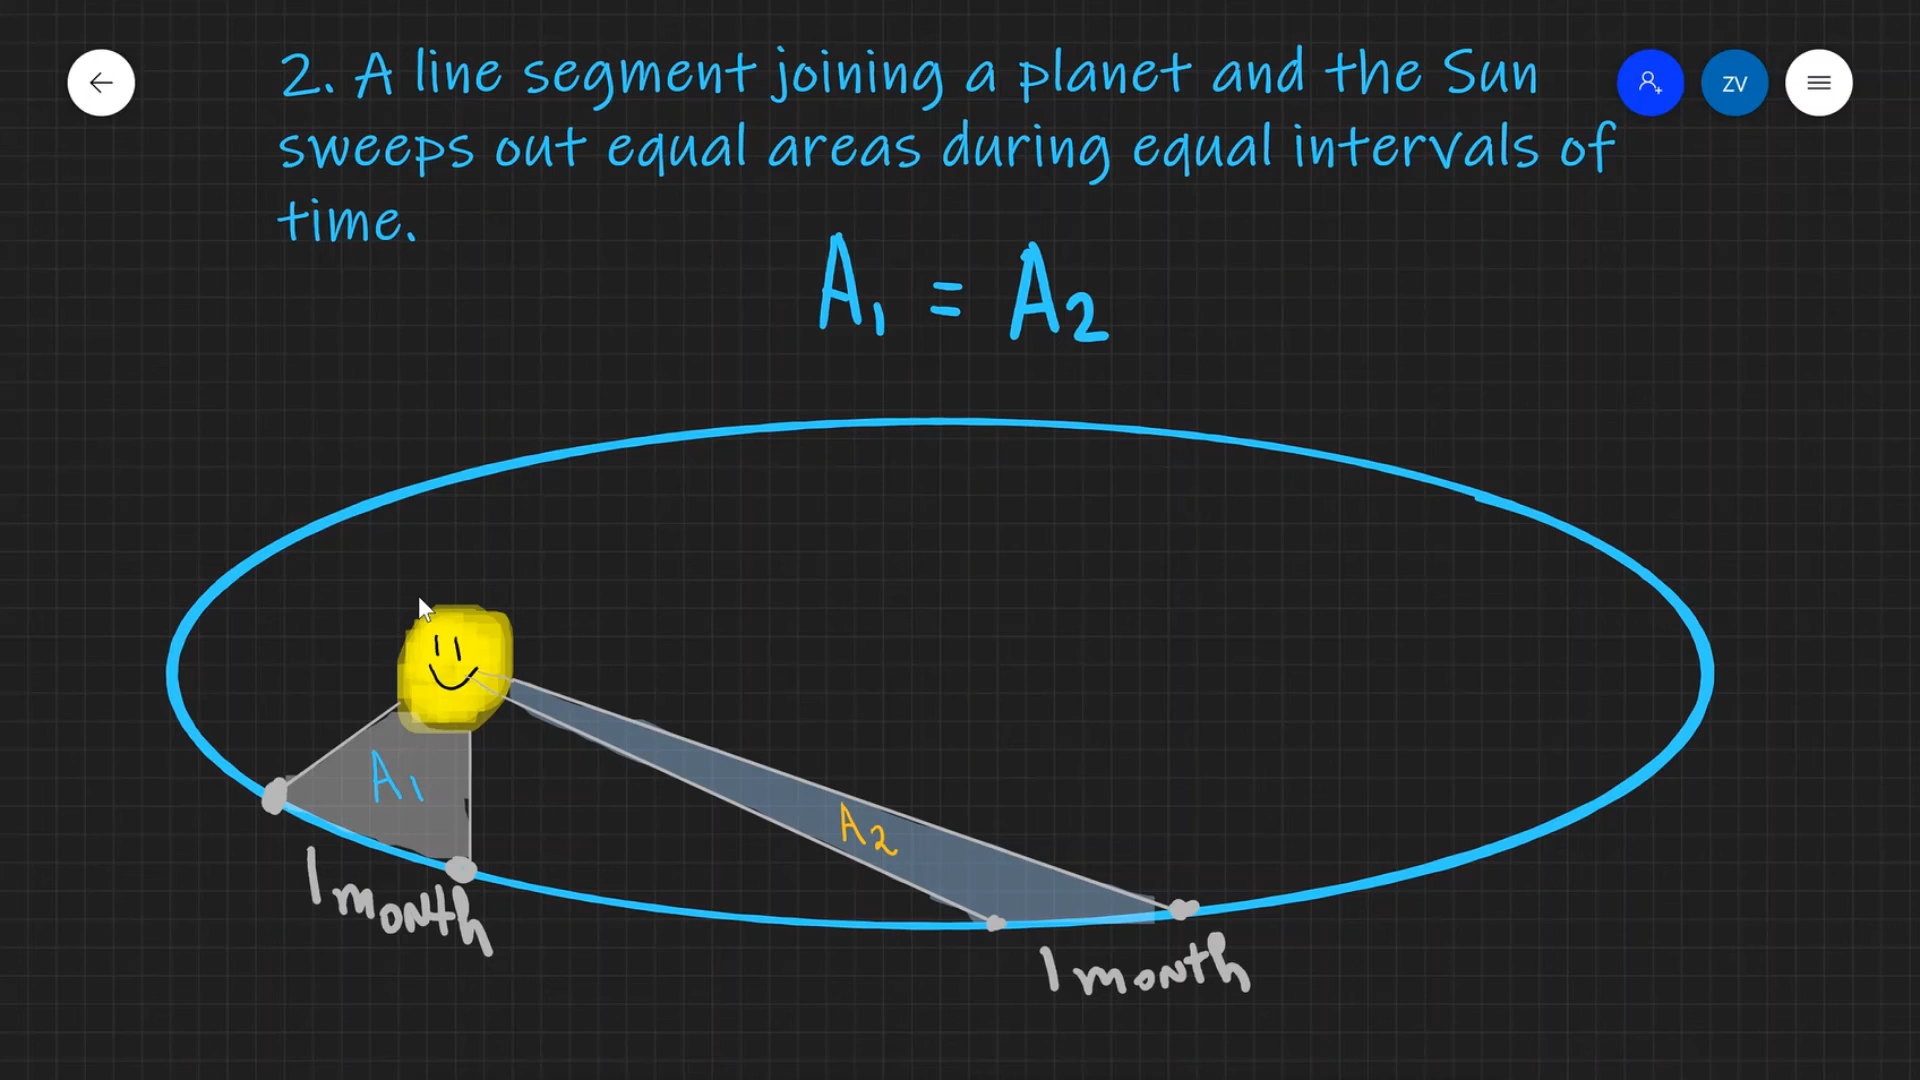 2. A line segment joining a planet and the Sun
sweeps out equal areas during equal intervals of
time.
ZV
A₁ = A₂
A₁
A₂
1 month
1 month